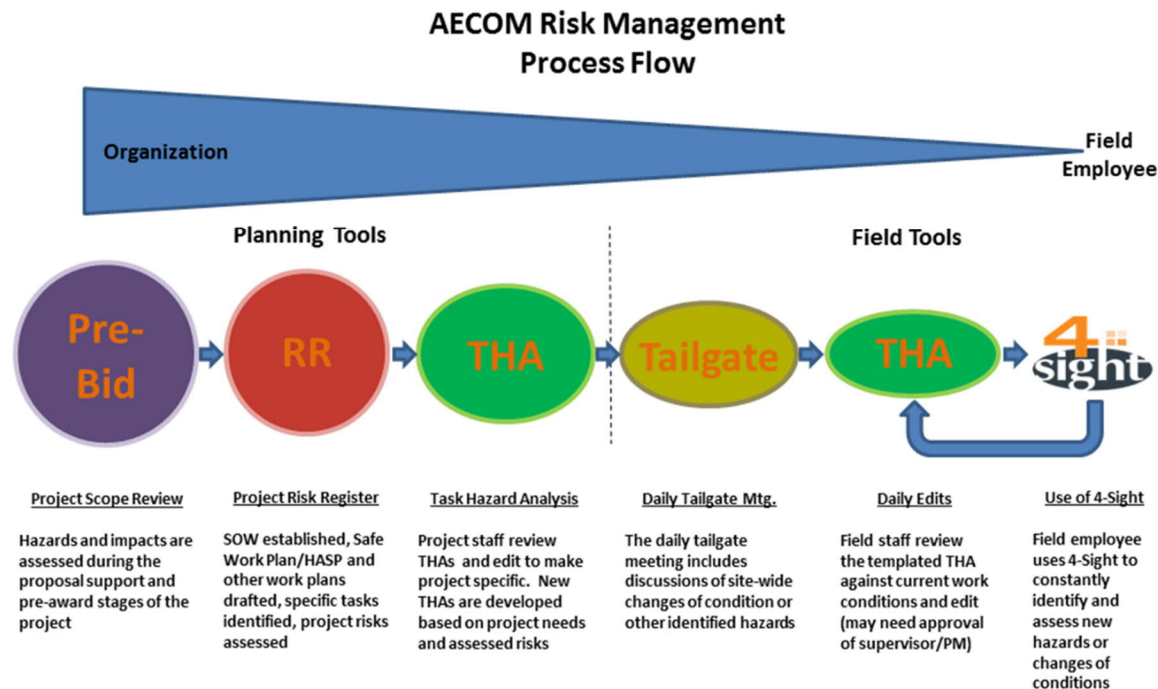 AECOM Risk Management
Process Flow
Organization
Field
Employee
Planning Tools
Field Tools
Pre-
Bid
RR
THA
Tailgate
THA
4
sight
Project Scope Review
Hazards and impacts are
assessed during the
proposal support and
pre-award stages of the
project
Project Risk Register
SOW established, Safe
Work Plan/HASP and
other work plans
drafted, specific tasks
identified, project risks
assessed
Task Hazard Analysis
Project staff review
THAs and edit to make
project specific. New
THAs are developed
based on project needs
and assessed risks
Daily Tailgate Mtg.
The daily tailgate
meeting includes
discussions of site-wide
changes of condition or
other identified hazards
Daily Edits
Field staff review
the templated THA
against current work
conditions and edit
(may need approval
of supervisor/PM)
Use of 4-Sight
Field employee
uses 4-Sight to
constantly
identify and
assess new
hazards or
changes of
conditions